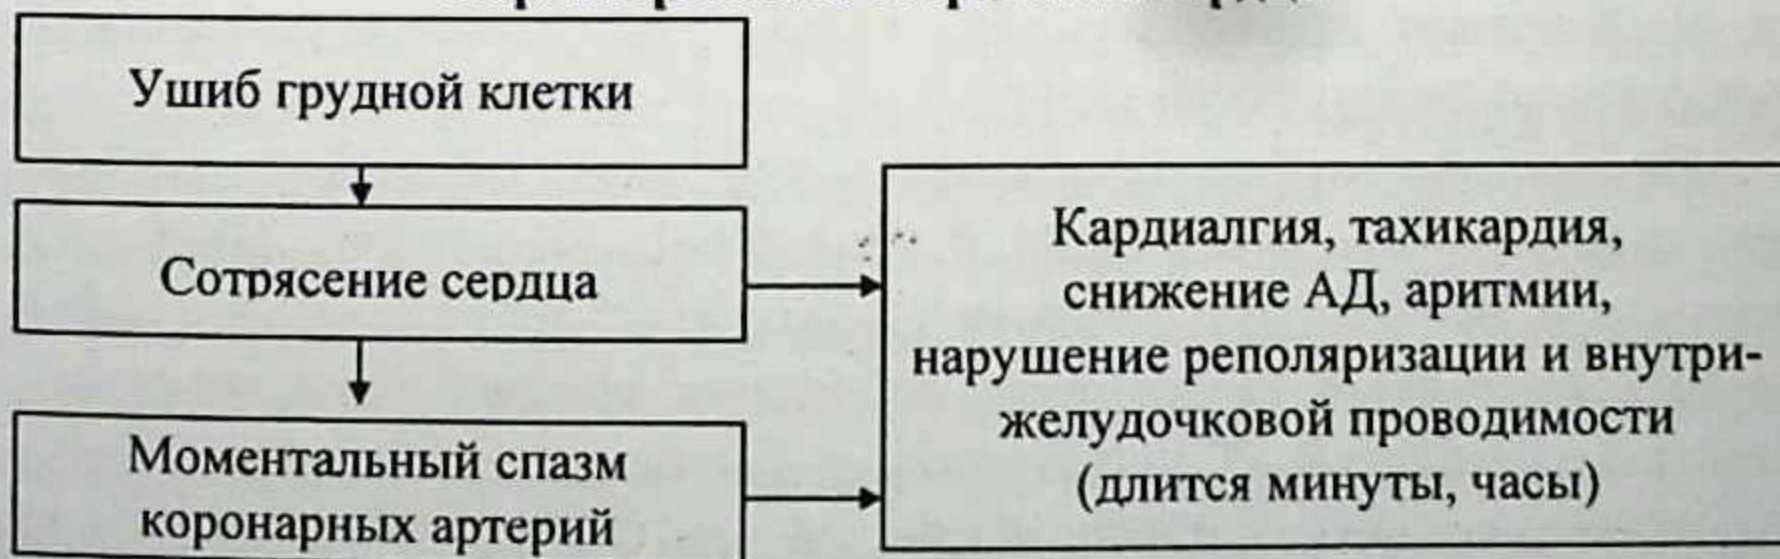 Ушиб грудной клетки
Сотрясение сердца
Моментальный спазм
коронарных артерий
Кардиалгия, тахикардия,
снижение АД, аритмии,
нарушение реполяризации и внутри-
желудочковой проводимости
(длится минуты, часы)